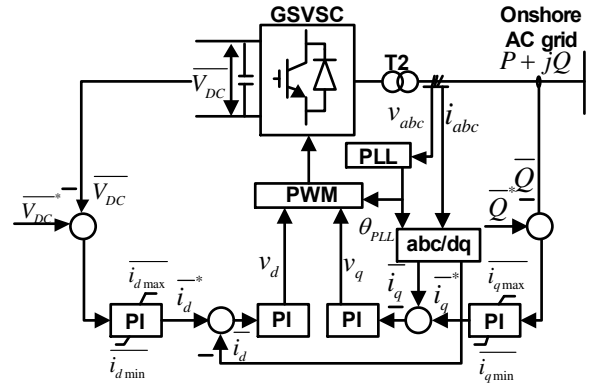 GSVSC
Onshore
AC grid
T2
P + jQ
V_DC
v_abc
i_abc
PLL
Q
V_DC
PWM
V_DC*
Q*
θ_PLL
abc/dq
v_d
v_q
i_q
i_q*
i_d max
i_q max
i_d*
PI
PI
PI
PI
i_d
i_d min
i_q min